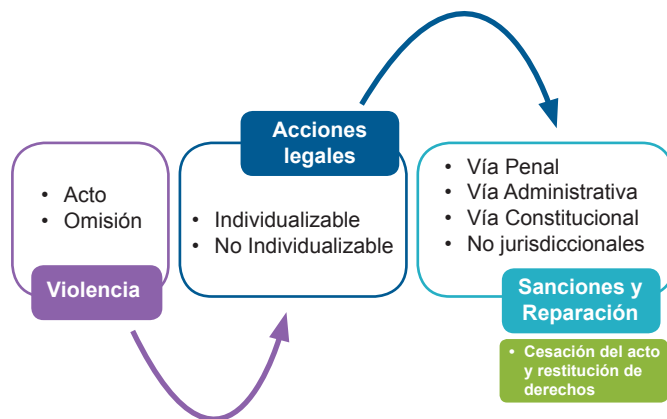 • Acto
• Omisión
Violencia
Acciones
legales
• Individualizable
• No Individualizable
• Vía Penal
• Vía Administrativa
• Vía Constitucional
• No jurisdiccionales
Sanciones y
Reparación
• Cesación del acto
y restitución de
derechos